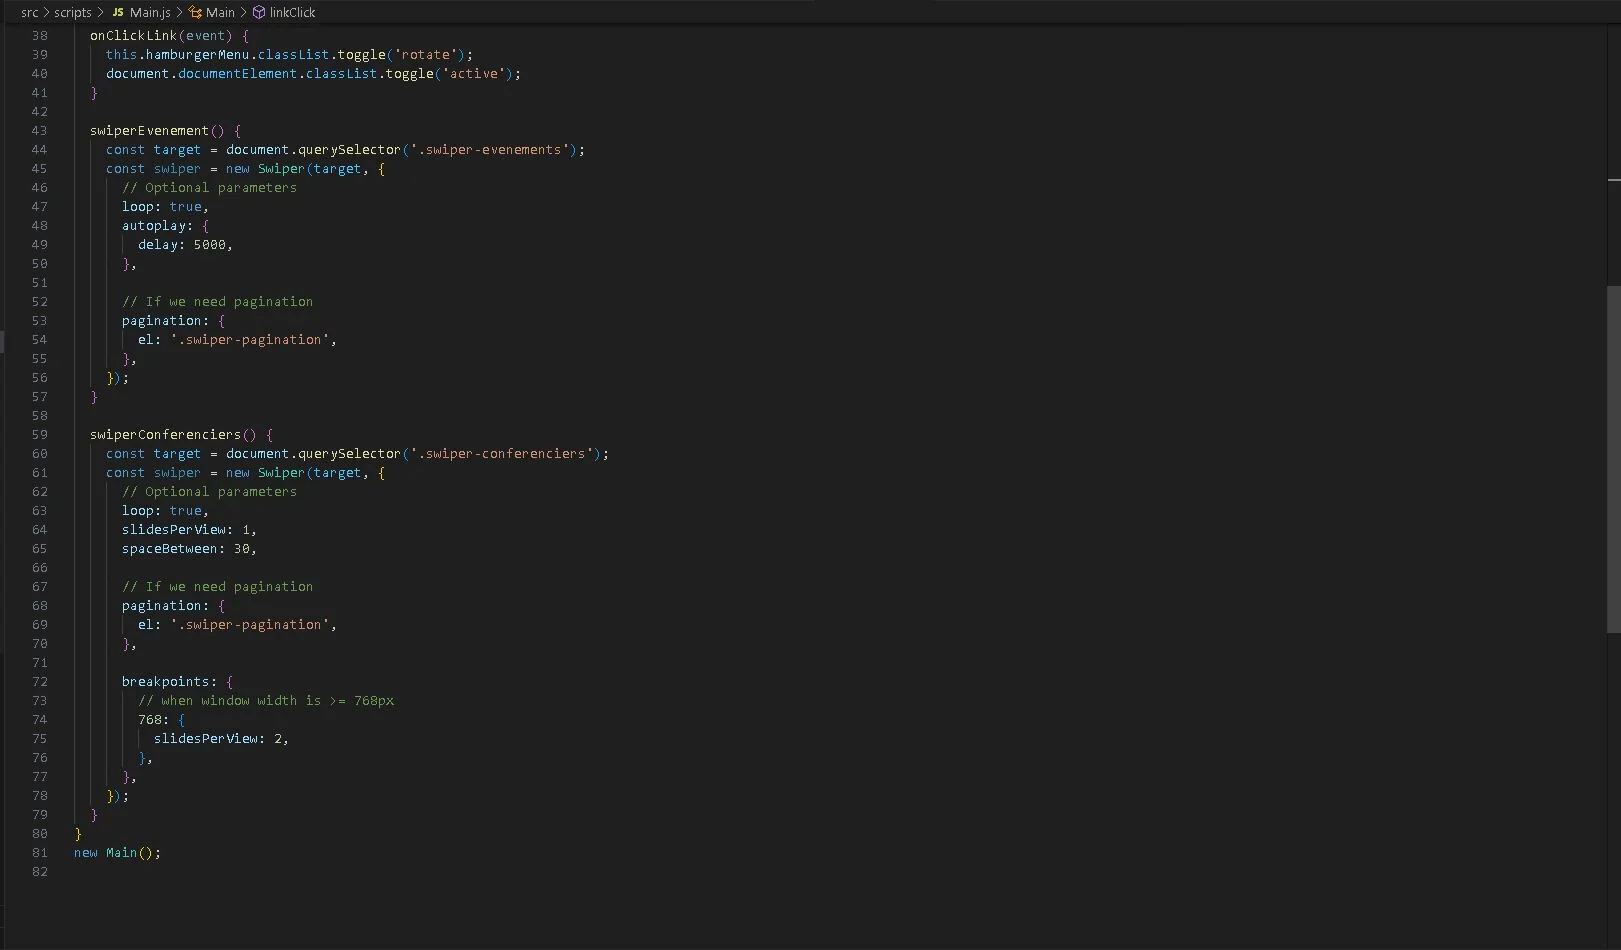 src > scripts > JS Main.js > Main > linkClick
38 onClickLink(event) {
39 this.hamburgerMenu.classList.toggle('rotate');
40 document.documentElement.classList.toggle('active');
41 }
42
43 swiperEvenement() {
44 const target = document.querySelector('.swiper-evenements');
45 const swiper = new Swiper(target, {
46 // Optional parameters
47 loop: true,
48 autoplay: {
49 delay: 5000,
50 },
51
52 // If we need pagination
53 pagination: {
54 el: '.swiper-pagination',
55 },
56 });
57 }
58
59 swiperConferenciers() {
60 const target = document.querySelector('.swiper-conferenciers');
61 const swiper = new Swiper(target, {
62 // Optional parameters
63 loop: true,
64 slidesPerView: 1,
65 spaceBetween: 30,
66
67 // If we need pagination
68 pagination: {
69 el: '.swiper-pagination',
70 },
71
72 breakpoints: {
73 // when window width is >= 768px
74 768: {
75 slidesPerView: 2,
76 },
77 },
78 });
79 }
80 }
81 new Main();
82